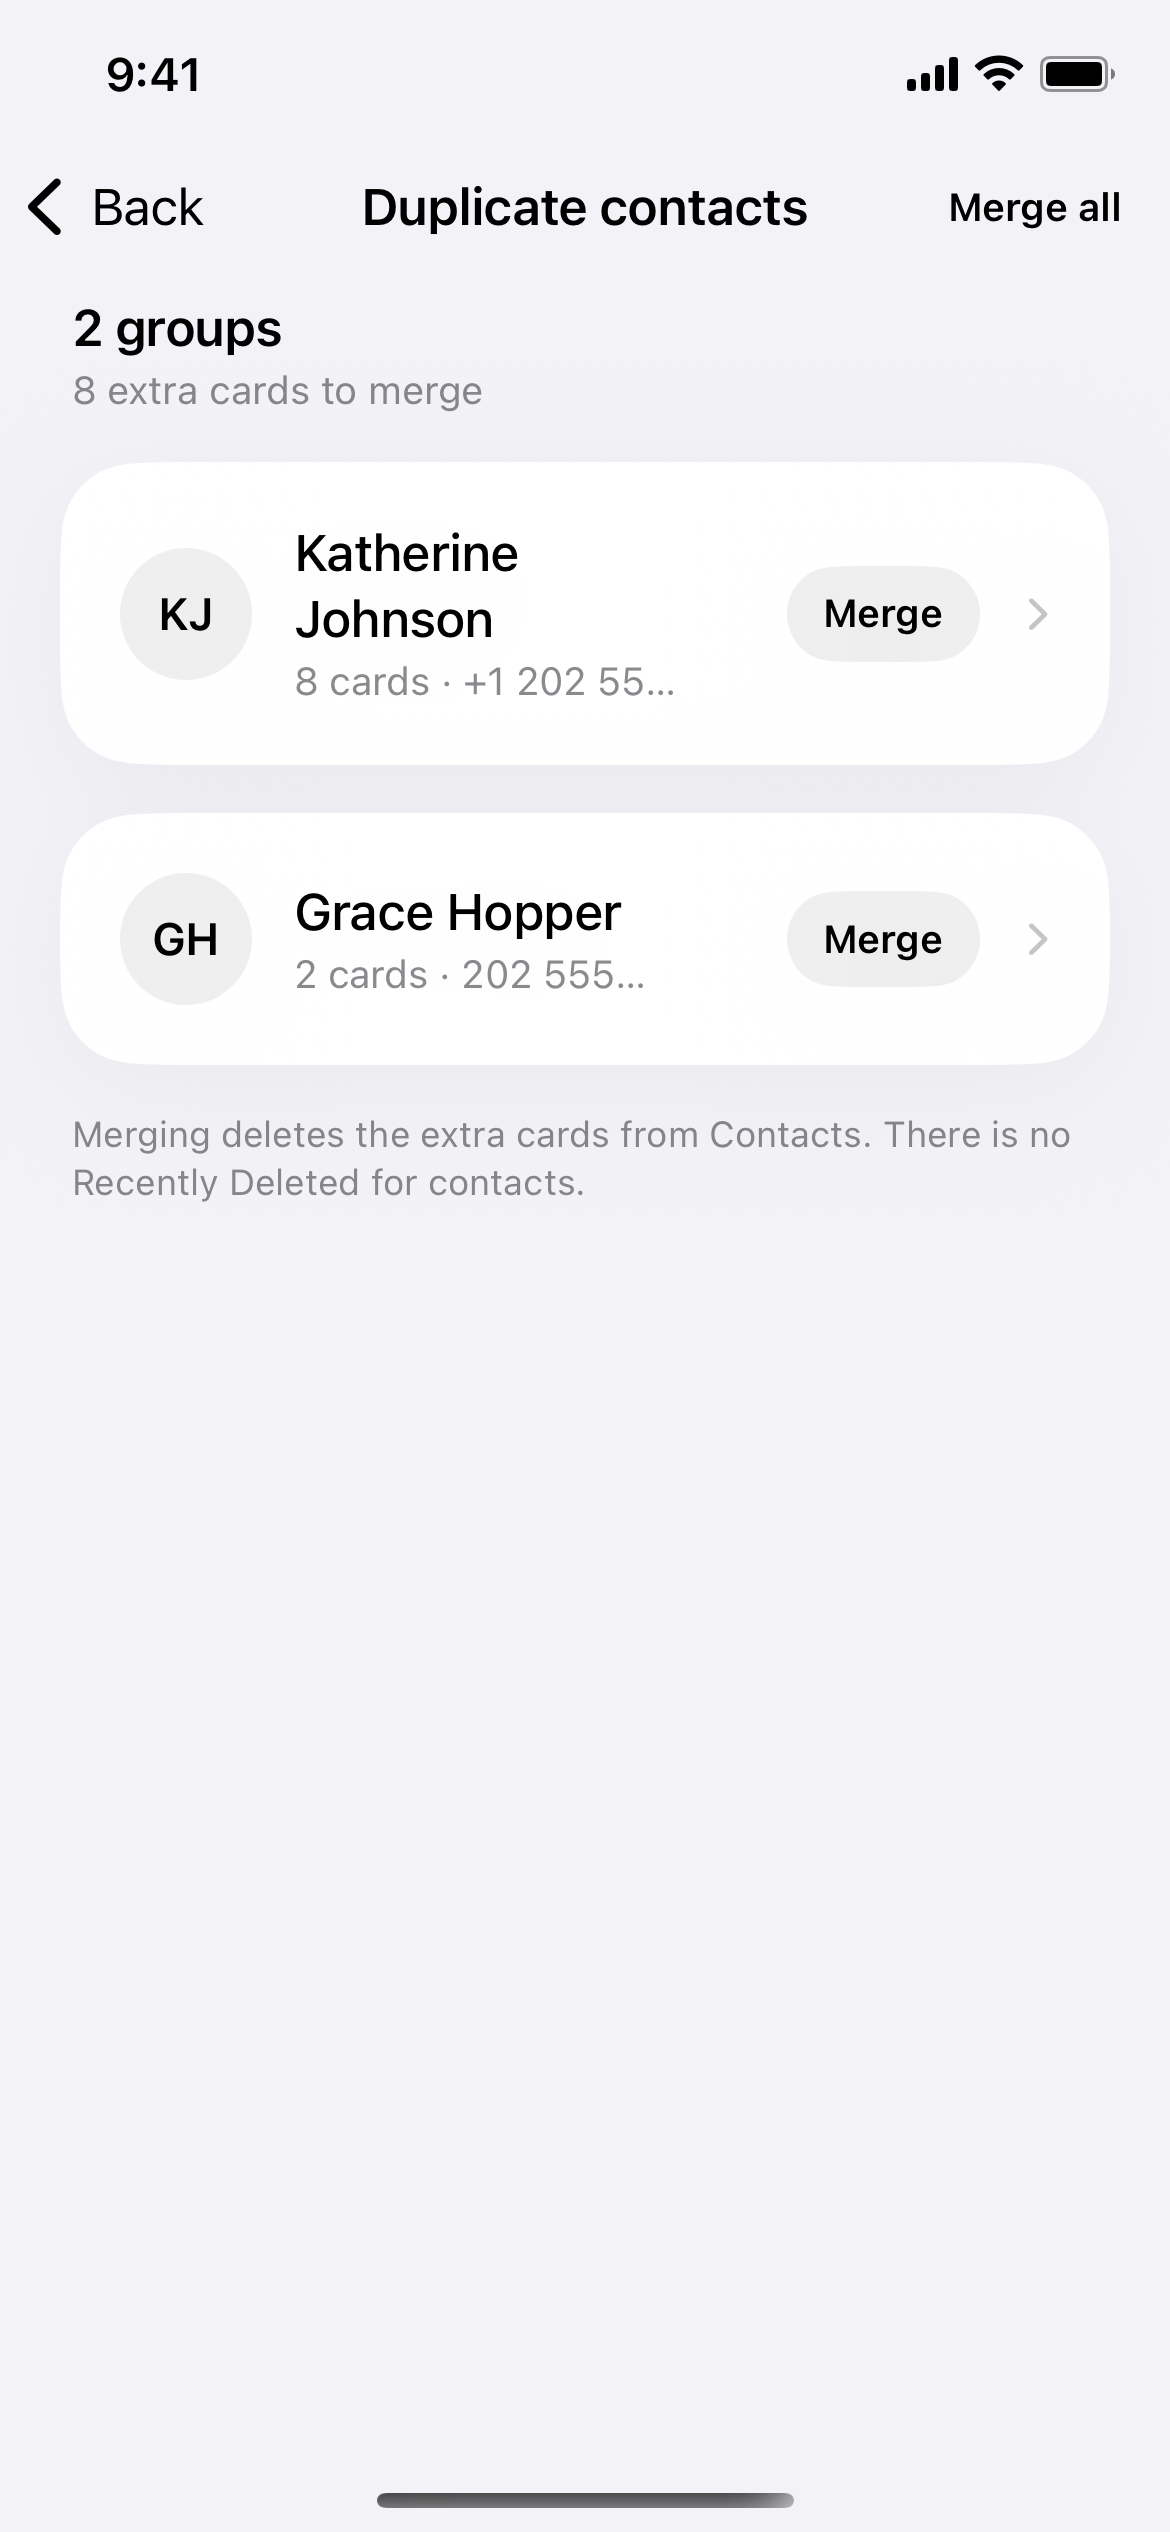 9:41
Back
Duplicate contacts
Merge all
2 groups
8 extra cards to merge
KJ
Katherine
Johnson
8 cards · +1 202 55...
Merge
GH
Grace Hopper
2 cards · 202 555...
Merge
Merging deletes the extra cards from Contacts. There is no
Recently Deleted for contacts.